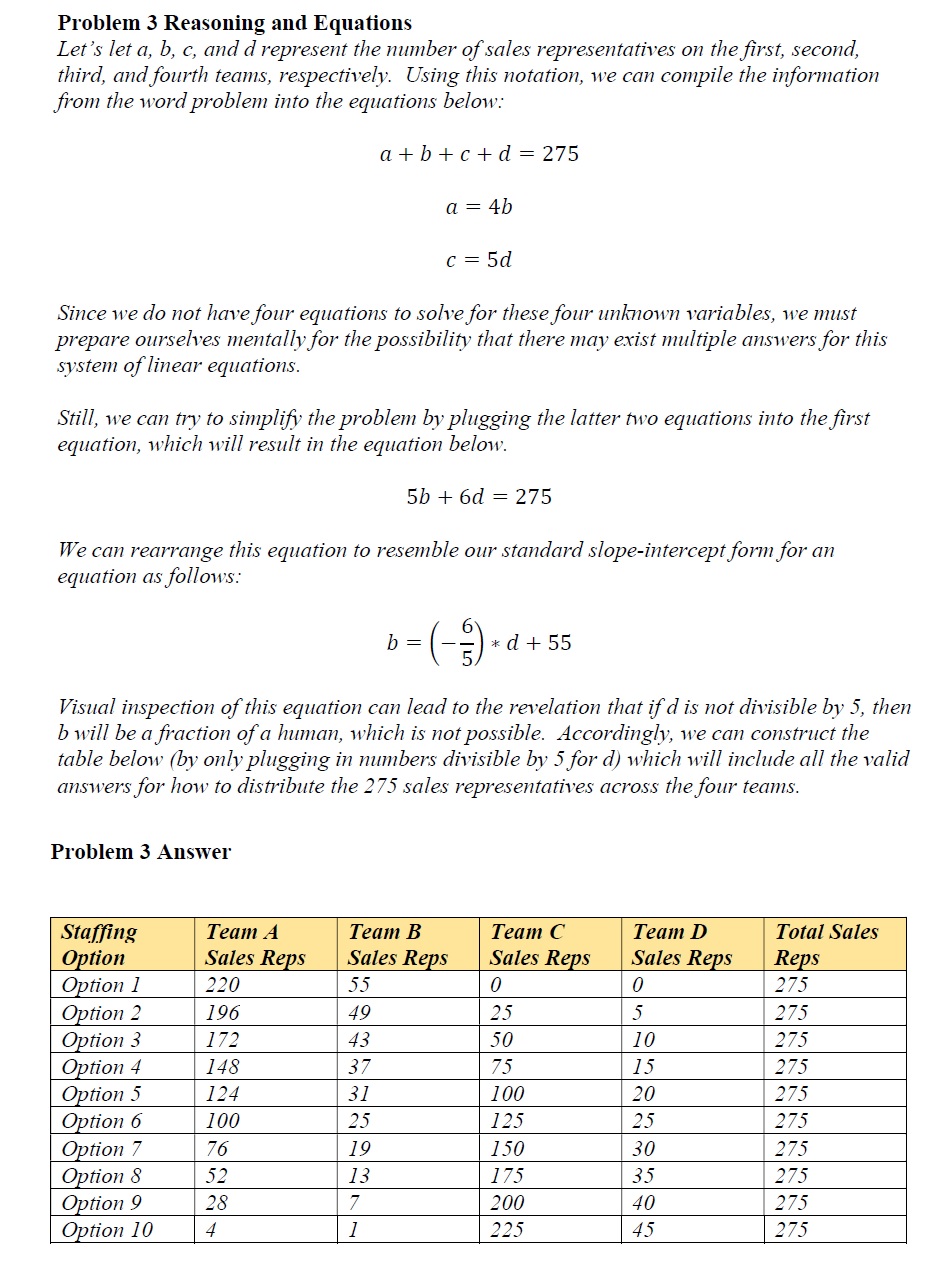 Problem 3 Reasoning and Equations
Let's let a, b, c, and d represent the number of sales representatives on the first, second,
third, and fourth teams, respectively. Using this notation, we can compile the information
from the word problem into the equations below:
a + b + c + d = 275
a = 4b
c = 5d
Since we do not have four equations to solve for these four unknown variables, we must
prepare ourselves mentally for the possibility that there may exist multiple answers for this
system of linear equations.
Still, we can try to simplify the problem by plugging the latter two equations into the first
equation, which will result in the equation below.
5b + 6d = 275
We can rearrange this equation to resemble our standard slope-intercept form for an
equation as follows:
b = (−6/5) * d + 55
Visual inspection of this equation can lead to the revelation that if d is not divisible by 5, then
b will be a fraction of a human, which is not possible. Accordingly, we can construct the
table below (by only plugging in numbers divisible by 5 for d) which will include all the valid
answers for how to distribute the 275 sales representatives across the four teams.
Problem 3 Answer
Staffing Option Team A Sales Reps Team B Sales Reps Team C Sales Reps Team D Sales Reps Total Sales Reps
Option 1 220 55 0 0 275
Option 2 196 49 25 5 275
Option 3 172 43 50 10 275
Option 4 148 37 75 15 275
Option 5 124 31 100 20 275
Option 6 100 25 125 25 275
Option 7 76 19 150 30 275
Option 8 52 13 175 35 275
Option 9 28 7 200 40 275
Option 10 4 1 225 45 275